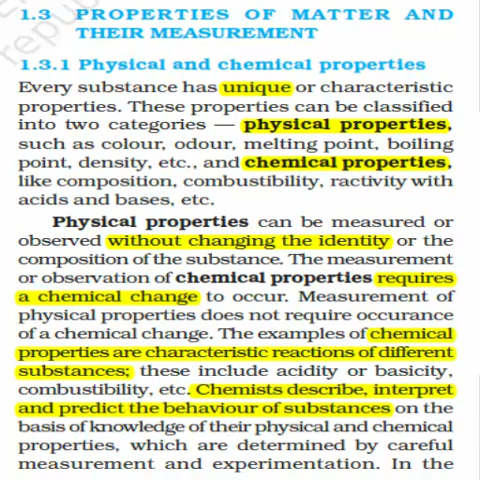 1.3 PROPERTIES OF MATTER AND
THEIR MEASUREMENT
1.3.1 Physical and chemical properties
Every substance has unique or characteristic
properties. These properties can be classified
into two categories — physical properties,
such as colour, odour, melting point, boiling
point, density, etc., and chemical properties,
like composition, combustibility, ractivity with
acids and bases, etc.
Physical properties can be measured or
observed without changing the identity or the
composition of the substance. The measurement
or observation of chemical properties requires
a chemical change to occur. Measurement of
physical properties does not require occurance
of a chemical change. The examples of chemical
properties are characteristic reactions of different
substances; these include acidity or basicity,
combustibility, etc. Chemists describe, interpret
and predict the behaviour of substances on the
basis of knowledge of their physical and chemical
properties, which are determined by careful
measurement and experimentation. In the